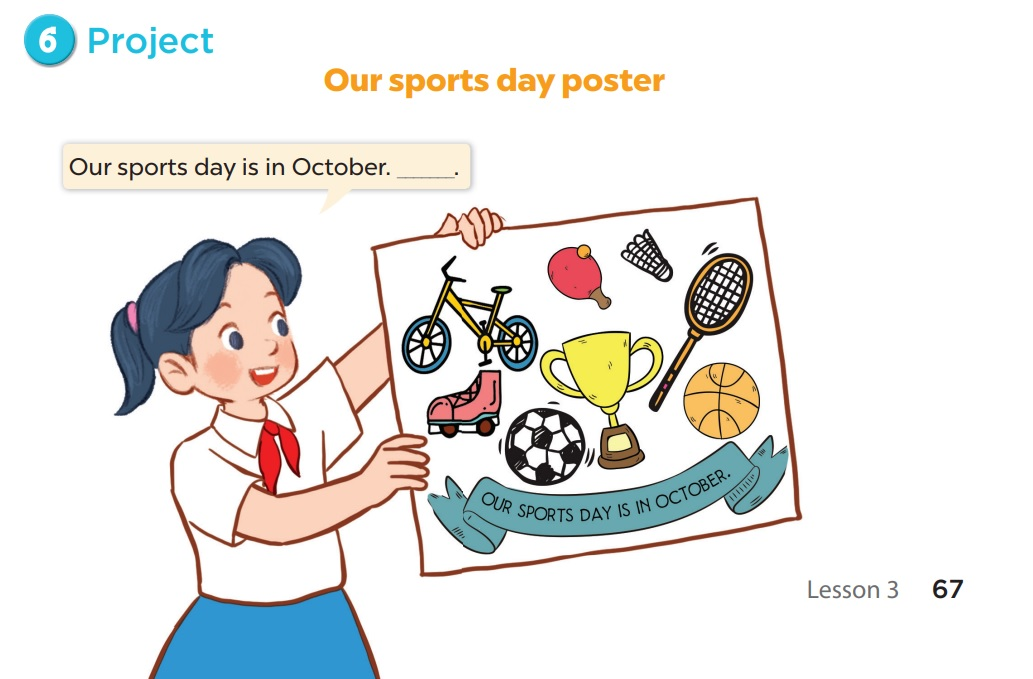 6 Project
Our sports day poster
Our sports day is in October. _______.
OUR SPORTS DAY IS IN OCTOBER.
Lesson 3 67